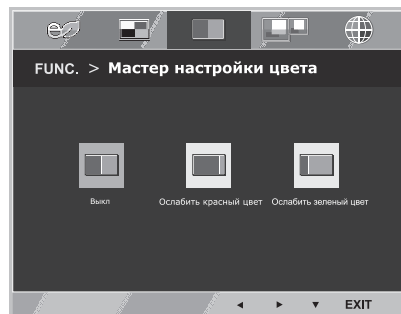 FUNC. > Мастер настройки цвета
Выкл
Ослабить красный цвет
Ослабить зеленый цвет
EXIT